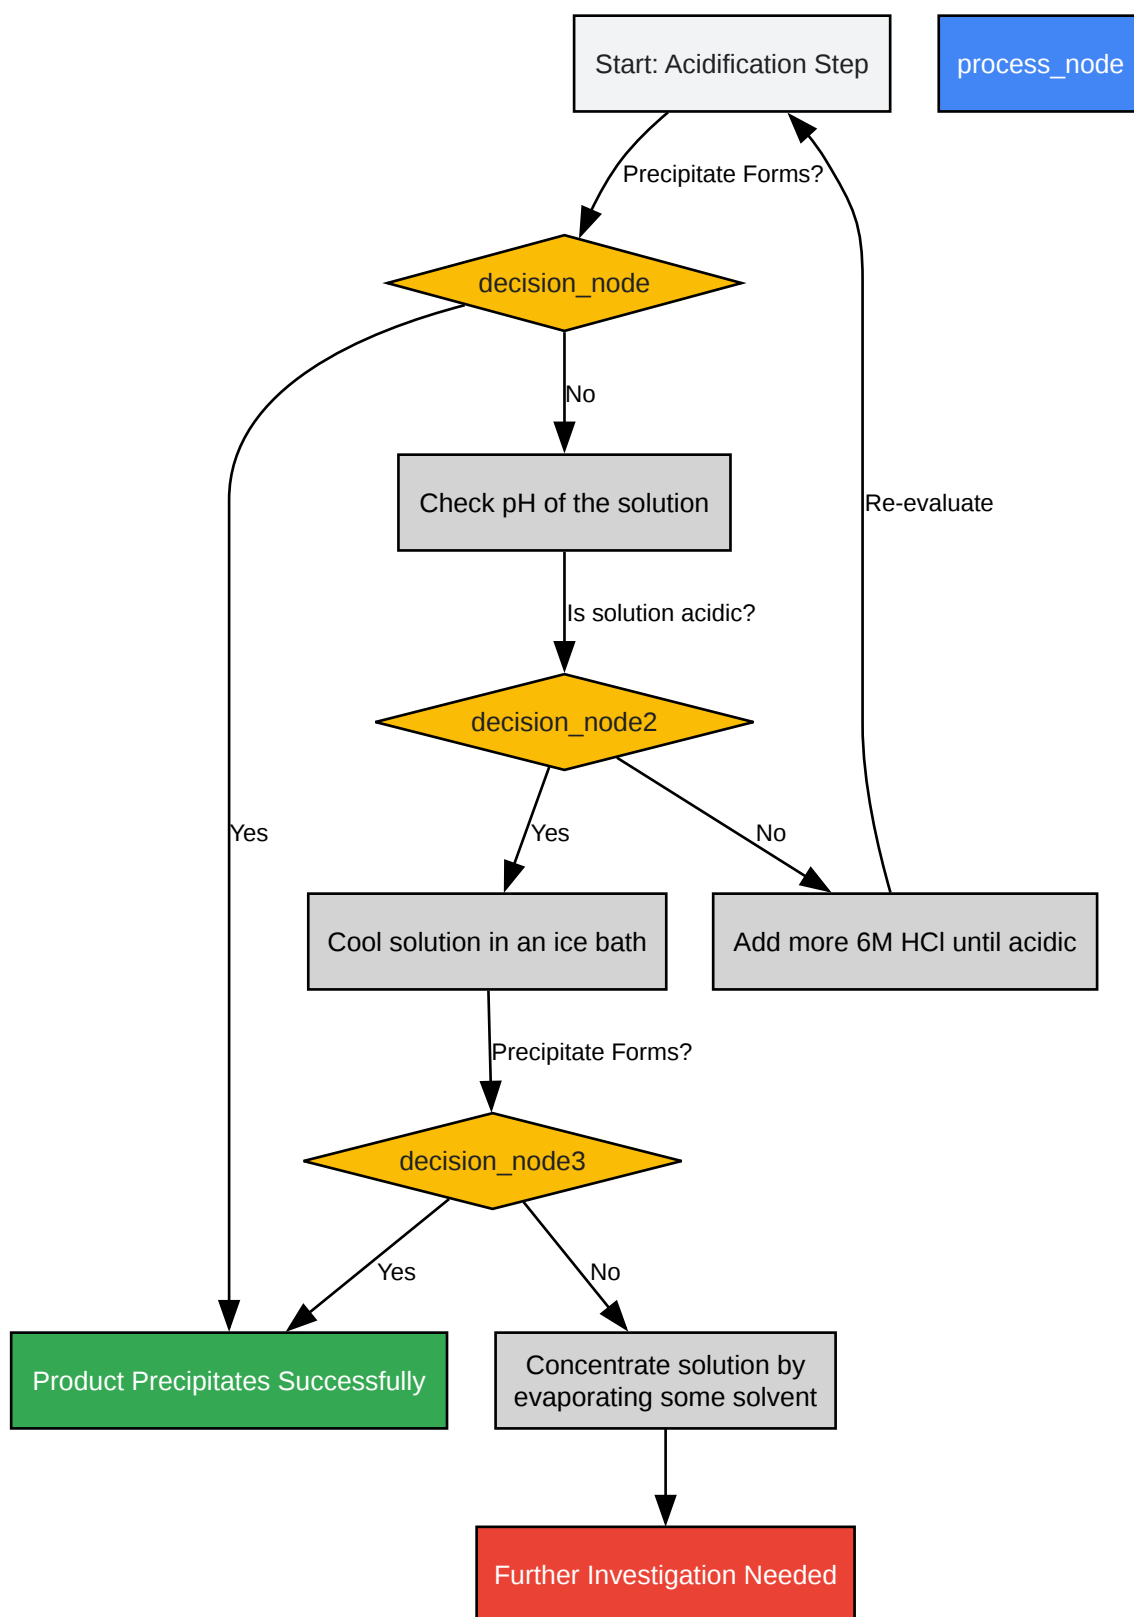 Start: Acidification Step
process_node
Precipitate Forms?
decision_node
No
Check pH of the solution
Re-evaluate
Is solution acidic?
decision_node2
Yes
Yes
No
Cool solution in an ice bath
Add more 6M HCl until acidic
Precipitate Forms?
decision_node3
Yes
No
Product Precipitates Successfully
Concentrate solution by
evaporating some solvent
Further Investigation Needed